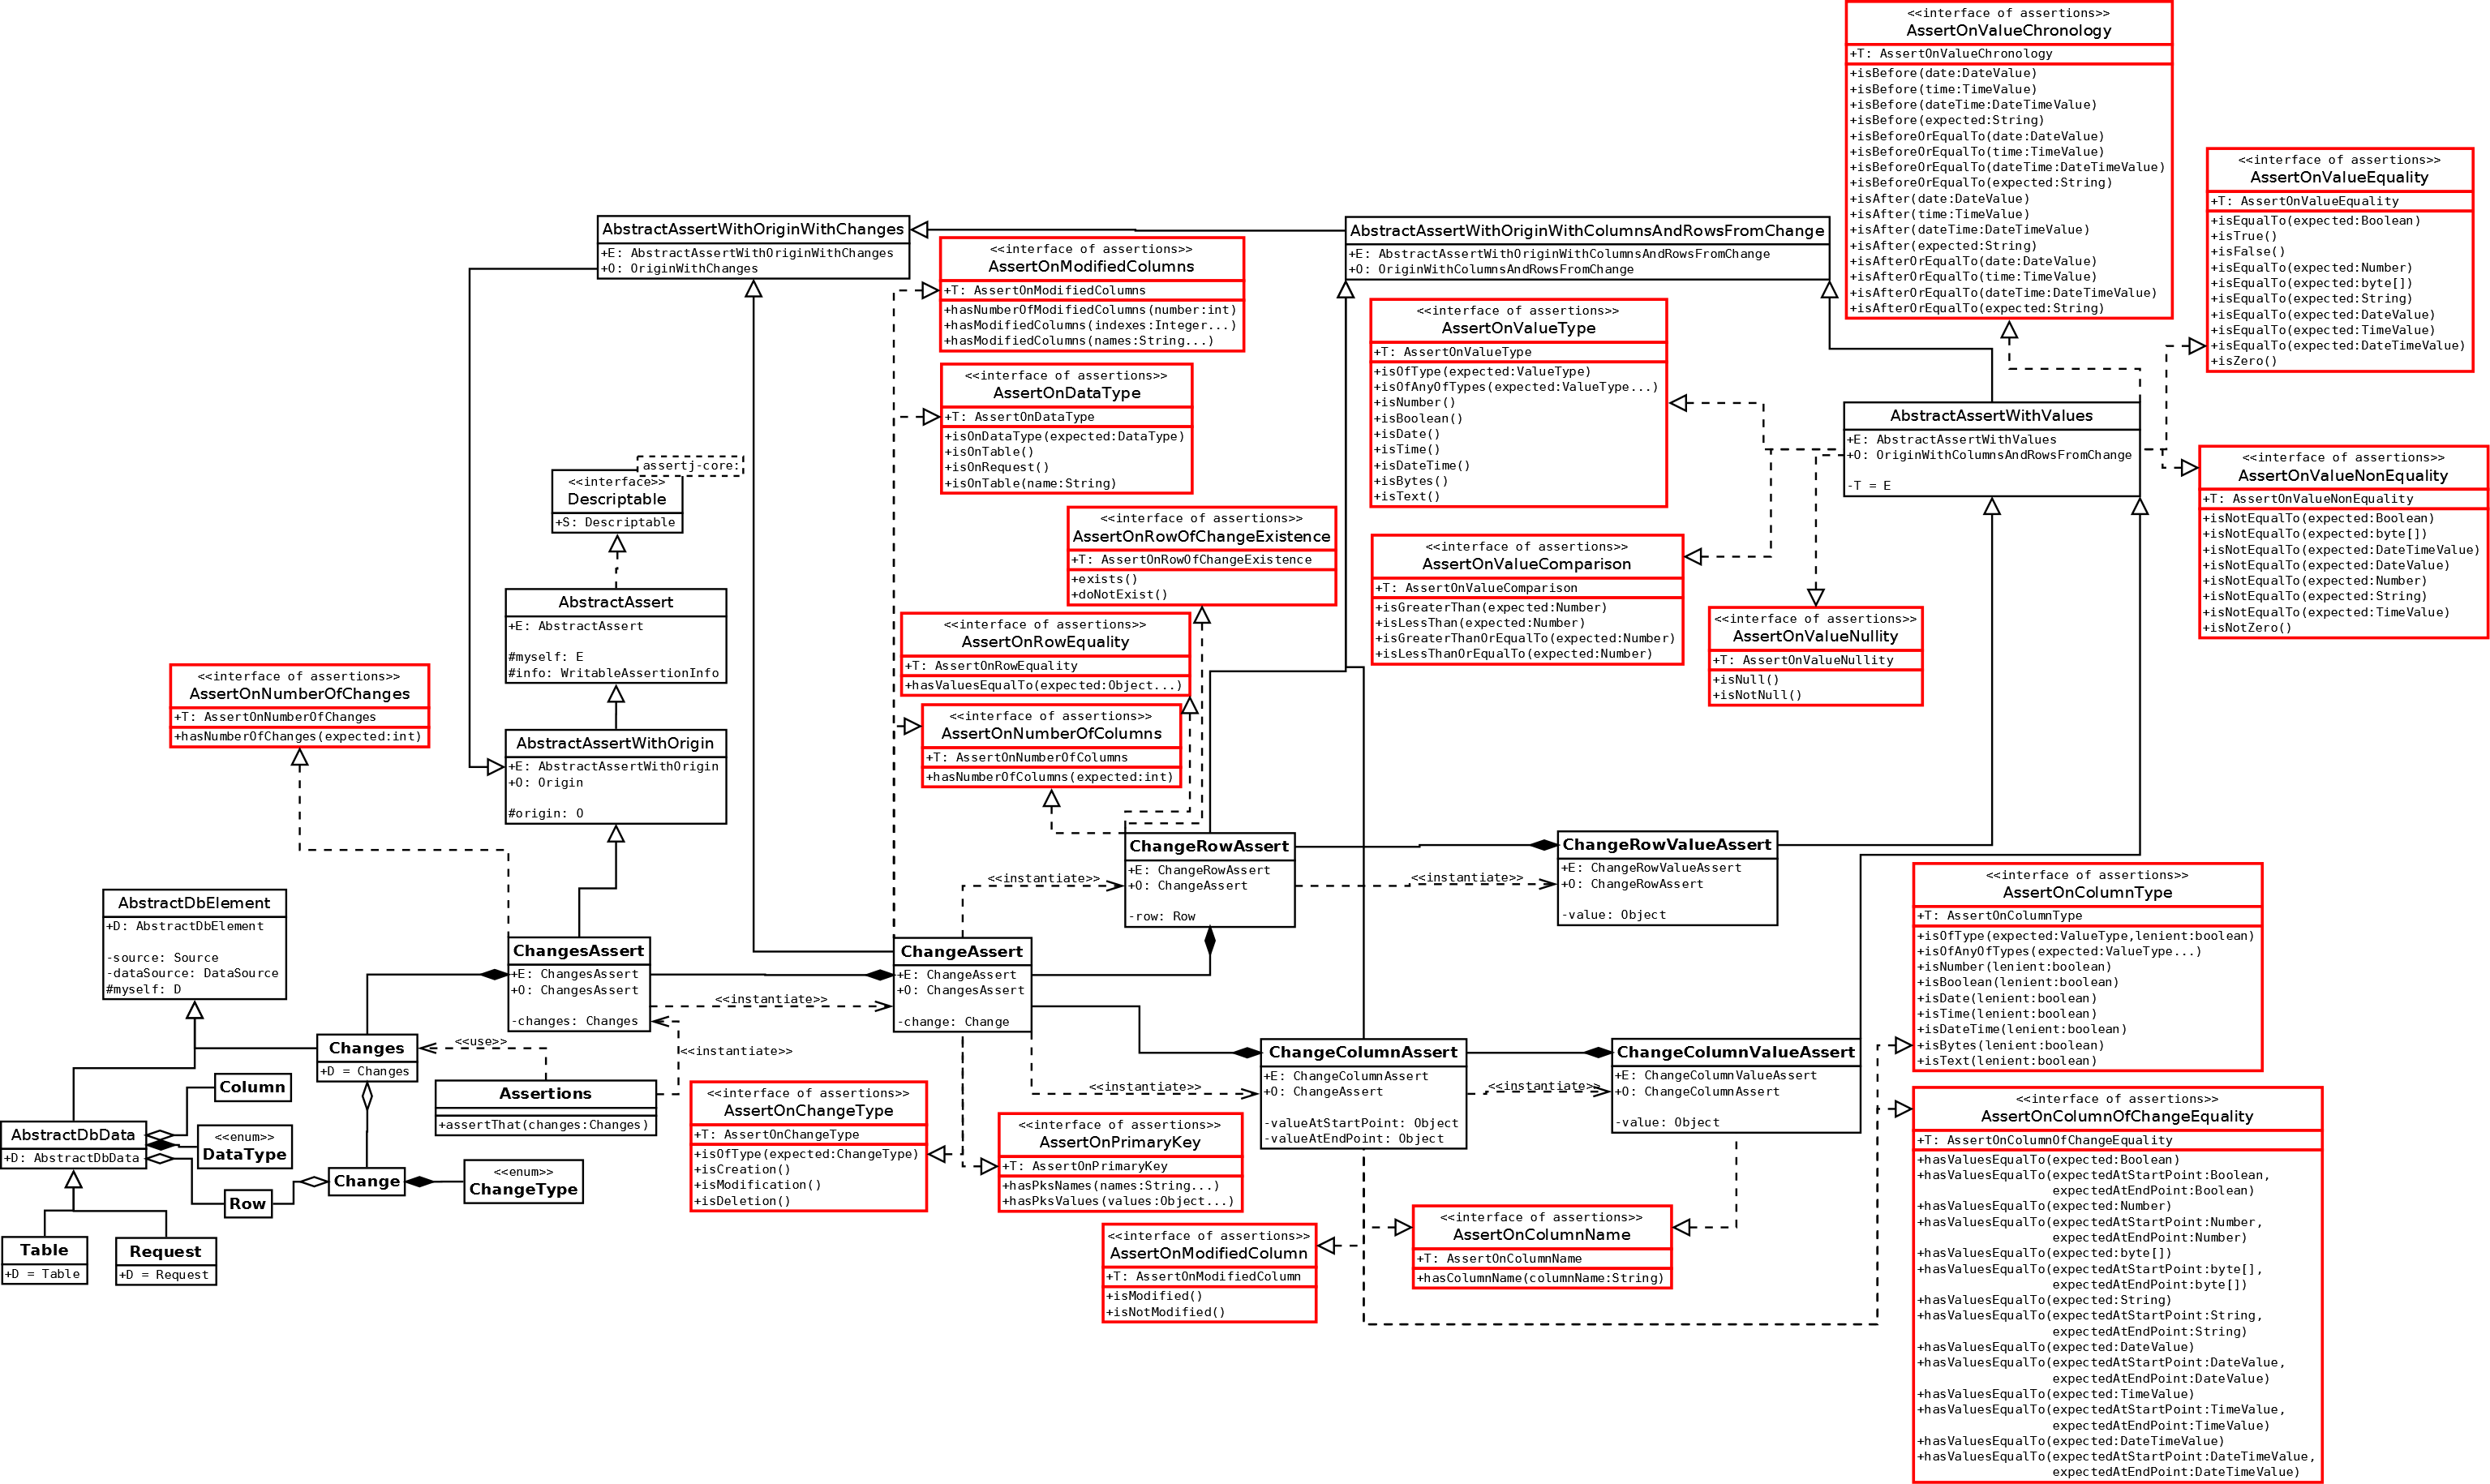 <<interface of assertions>>
AssertOnValueChronology
+T: AssertOnValueChronology
+isBefore(date:DateValue)
+isBefore(time:TimeValue)
+isBefore(dateTime:DateTimeValue)
+isBefore(expected:String)
+isBeforeOrEqualTo(date:DateValue)
+isBeforeOrEqualTo(time:TimeValue)
+isBeforeOrEqualTo(dateTime:DateTimeValue)
+isBeforeOrEqualTo(expected:String)
+isAfter(date:DateValue)
+isAfter(time:TimeValue)
+isAfter(dateTime:DateTimeValue)
+isAfter(expected:String)
+isAfterOrEqualTo(date:DateValue)
+isAfterOrEqualTo(time:TimeValue)
+isAfterOrEqualTo(dateTime:DateTimeValue)
+isAfterOrEqualTo(expected:String)
<<interface of assertions>>
AssertOnValueEquality
+T: AssertOnValueEquality
+isEqualTo(expected:Boolean)
+isTrue()
+isFalse()
+isEqualTo(expected:Number)
+isEqualTo(expected:byte[])
+isEqualTo(expected:String)
+isEqualTo(expected:DateValue)
+isEqualTo(expected:TimeValue)
+isEqualTo(expected:DateTimeValue)
+isZero()
AbstractAssertWithOriginWithChanges
+E: AbstractAssertWithOriginWithChanges
+O: OriginWithChanges
AbstractAssertWithOriginWithColumnsAndRowsFromChange
+E: AbstractAssertWithOriginWithColumnsAndRowsFromChange
+O: OriginWithColumnsAndRowsFromChange
<<interface of assertions>>
AssertOnModifiedColumns
+T: AssertOnModifiedColumns
+hasNumberOfModifiedColumns(number:int)
+hasModifiedColumns(indexes:Integer...)
+hasModifiedColumns(names:String...)
<<interface of assertions>>
AssertOnValueType
+T: AssertOnValueType
+isOfType(expected:ValueType)
+isOfAnyOfTypes(expected:ValueType...)
+isNumber()
+isBoolean()
+isDate()
+isTime()
+isDateTime()
+isBytes()
+isText()
<<interface of assertions>>
AssertOnDataType
+T: AssertOnDataType
+isOnDataType(expected:DataType)
+isOnTable()
+isOnRequest()
+isOnTable(name:String)
AbstractAssertWithValues
+E: AbstractAssertWithValues
+O: OriginWithColumnsAndRowsFromChange
-T = E
<<interface of assertions>>
AssertOnValueNonEquality
+T: AssertOnValueNonEquality
+isNotEqualTo(expected:Boolean)
+isNotEqualTo(expected:byte[])
+isNotEqualTo(expected:DateTimeValue)
+isNotEqualTo(expected:DateValue)
+isNotEqualTo(expected:Number)
+isNotEqualTo(expected:String)
+isNotEqualTo(expected:TimeValue)
+isNotZero()
assertj-core:
<<interface>>
Descriptable
+S: Descriptable
<<interface of assertions>>
AssertOnRowOfChangeExistence
+T: AssertOnRowOfChangeExistence
+exists()
+doNotExist()
<<interface of assertions>>
AssertOnValueComparison
+T: AssertOnValueComparison
+isGreaterThan(expected:Number)
+isLessThan(expected:Number)
+isGreaterThanOrEqualTo(expected:Number)
+isLessThanOrEqualTo(expected:Number)
AbstractAssert
+E: AbstractAssert
#myself: E
#info: WritableAssertionInfo
<<interface of assertions>>
AssertOnRowEquality
+T: AssertOnRowEquality
+hasValuesEqualTo(expected:Object...)
<<interface of assertions>>
AssertOnValueNullity
+T: AssertOnValueNullity
+isNull()
+isNotNull()
<<interface of assertions>>
AssertOnNumberOfChanges
+T: AssertOnNumberOfChanges
+hasNumberOfChanges(expected:int)
<<interface of assertions>>
AssertOnNumberOfColumns
+T: AssertOnNumberOfColumns
+hasNumberOfColumns(expected:int)
AbstractAssertWithOrigin
+E: AbstractAssertWithOrigin
+O: Origin
#origin: O
ChangeRowAssert
+E: ChangeRowAssert
+O: ChangeAssert
-row: Row
<<instantiate>>
<<instantiate>>
ChangeRowValueAssert
+E: ChangeRowValueAssert
+O: ChangeRowAssert
-value: Object
<<interface of assertions>>
AssertOnColumnType
+T: AssertOnColumnType
+isOfType(expected:ValueType,lenient:boolean)
+isOfAnyOfTypes(expected:ValueType...)
+isNumber(lenient:boolean)
+isBoolean(lenient:boolean)
+isDate(lenient:boolean)
+isTime(lenient:boolean)
+isDateTime(lenient:boolean)
+isBytes(lenient:boolean)
+isText(lenient:boolean)
AbstractDbElement
+D: AbstractDbElement
-source: Source
-dataSource: DataSource
#myself: D
ChangesAssert
+E: ChangesAssert
+O: ChangesAssert
-changes: Changes
<<instantiate>>
ChangeAssert
+E: ChangeAssert
+O: ChangesAssert
-change: Change
Changes
+D = Changes
<<use>>
<<instantiate>>
Assertions
+assertThat(changes:Changes)
ChangeColumnAssert
+E: ChangeColumnAssert
+O: ChangeAssert
-valueAtStartPoint: Object
-valueAtEndPoint: Object
<<instantiate>>
<<instantiate>>
ChangeColumnValueAssert
+E: ChangeColumnValueAssert
+O: ChangeColumnAssert
-value: Object
Column
AbstractDbData
+D: AbstractDbData
<<enum>>
DataType
Row
Change
<<enum>>
ChangeType
Table
+D = Table
Request
+D = Request
<<interface of assertions>>
AssertOnChangeType
+T: AssertOnChangeType
+isOfType(expected:ChangeType)
+isCreation()
+isModification()
+isDeletion()
<<interface of assertions>>
AssertOnPrimaryKey
+T: AssertOnPrimaryKey
+hasPksNames(names:String...)
+hasPksValues(values:Object...)
<<interface of assertions>>
AssertOnModifiedColumn
+T: AssertOnModifiedColumn
+isModified()
+isNotModified()
<<interface of assertions>>
AssertOnColumnName
+T: AssertOnColumnName
+hasColumnName(columnName:String)
<<interface of assertions>>
AssertOnColumnOfChangeEquality
+T: AssertOnColumnOfChangeEquality
+hasValuesEqualTo(expected:Boolean)
+hasValuesEqualTo(expectedAtStartPoint:Boolean,
expectedAtEndPoint:Boolean)
+hasValuesEqualTo(expected:Number)
+hasValuesEqualTo(expectedAtStartPoint:Number,
expectedAtEndPoint:Number)
+hasValuesEqualTo(expected:byte[])
+hasValuesEqualTo(expectedAtStartPoint:byte[],
expectedAtEndPoint:byte[])
+hasValuesEqualTo(expected:String)
+hasValuesEqualTo(expectedAtStartPoint:String,
expectedAtEndPoint:String)
+hasValuesEqualTo(expected:DateValue)
+hasValuesEqualTo(expectedAtStartPoint:DateValue,
expectedAtEndPoint:DateValue)
+hasValuesEqualTo(expected:TimeValue)
+hasValuesEqualTo(expectedAtStartPoint:TimeValue,
expectedAtEndPoint:TimeValue)
+hasValuesEqualTo(expected:DateTimeValue)
+hasValuesEqualTo(expectedAtStartPoint:DateTimeValue,
expectedAtEndPoint:DateTimeValue)